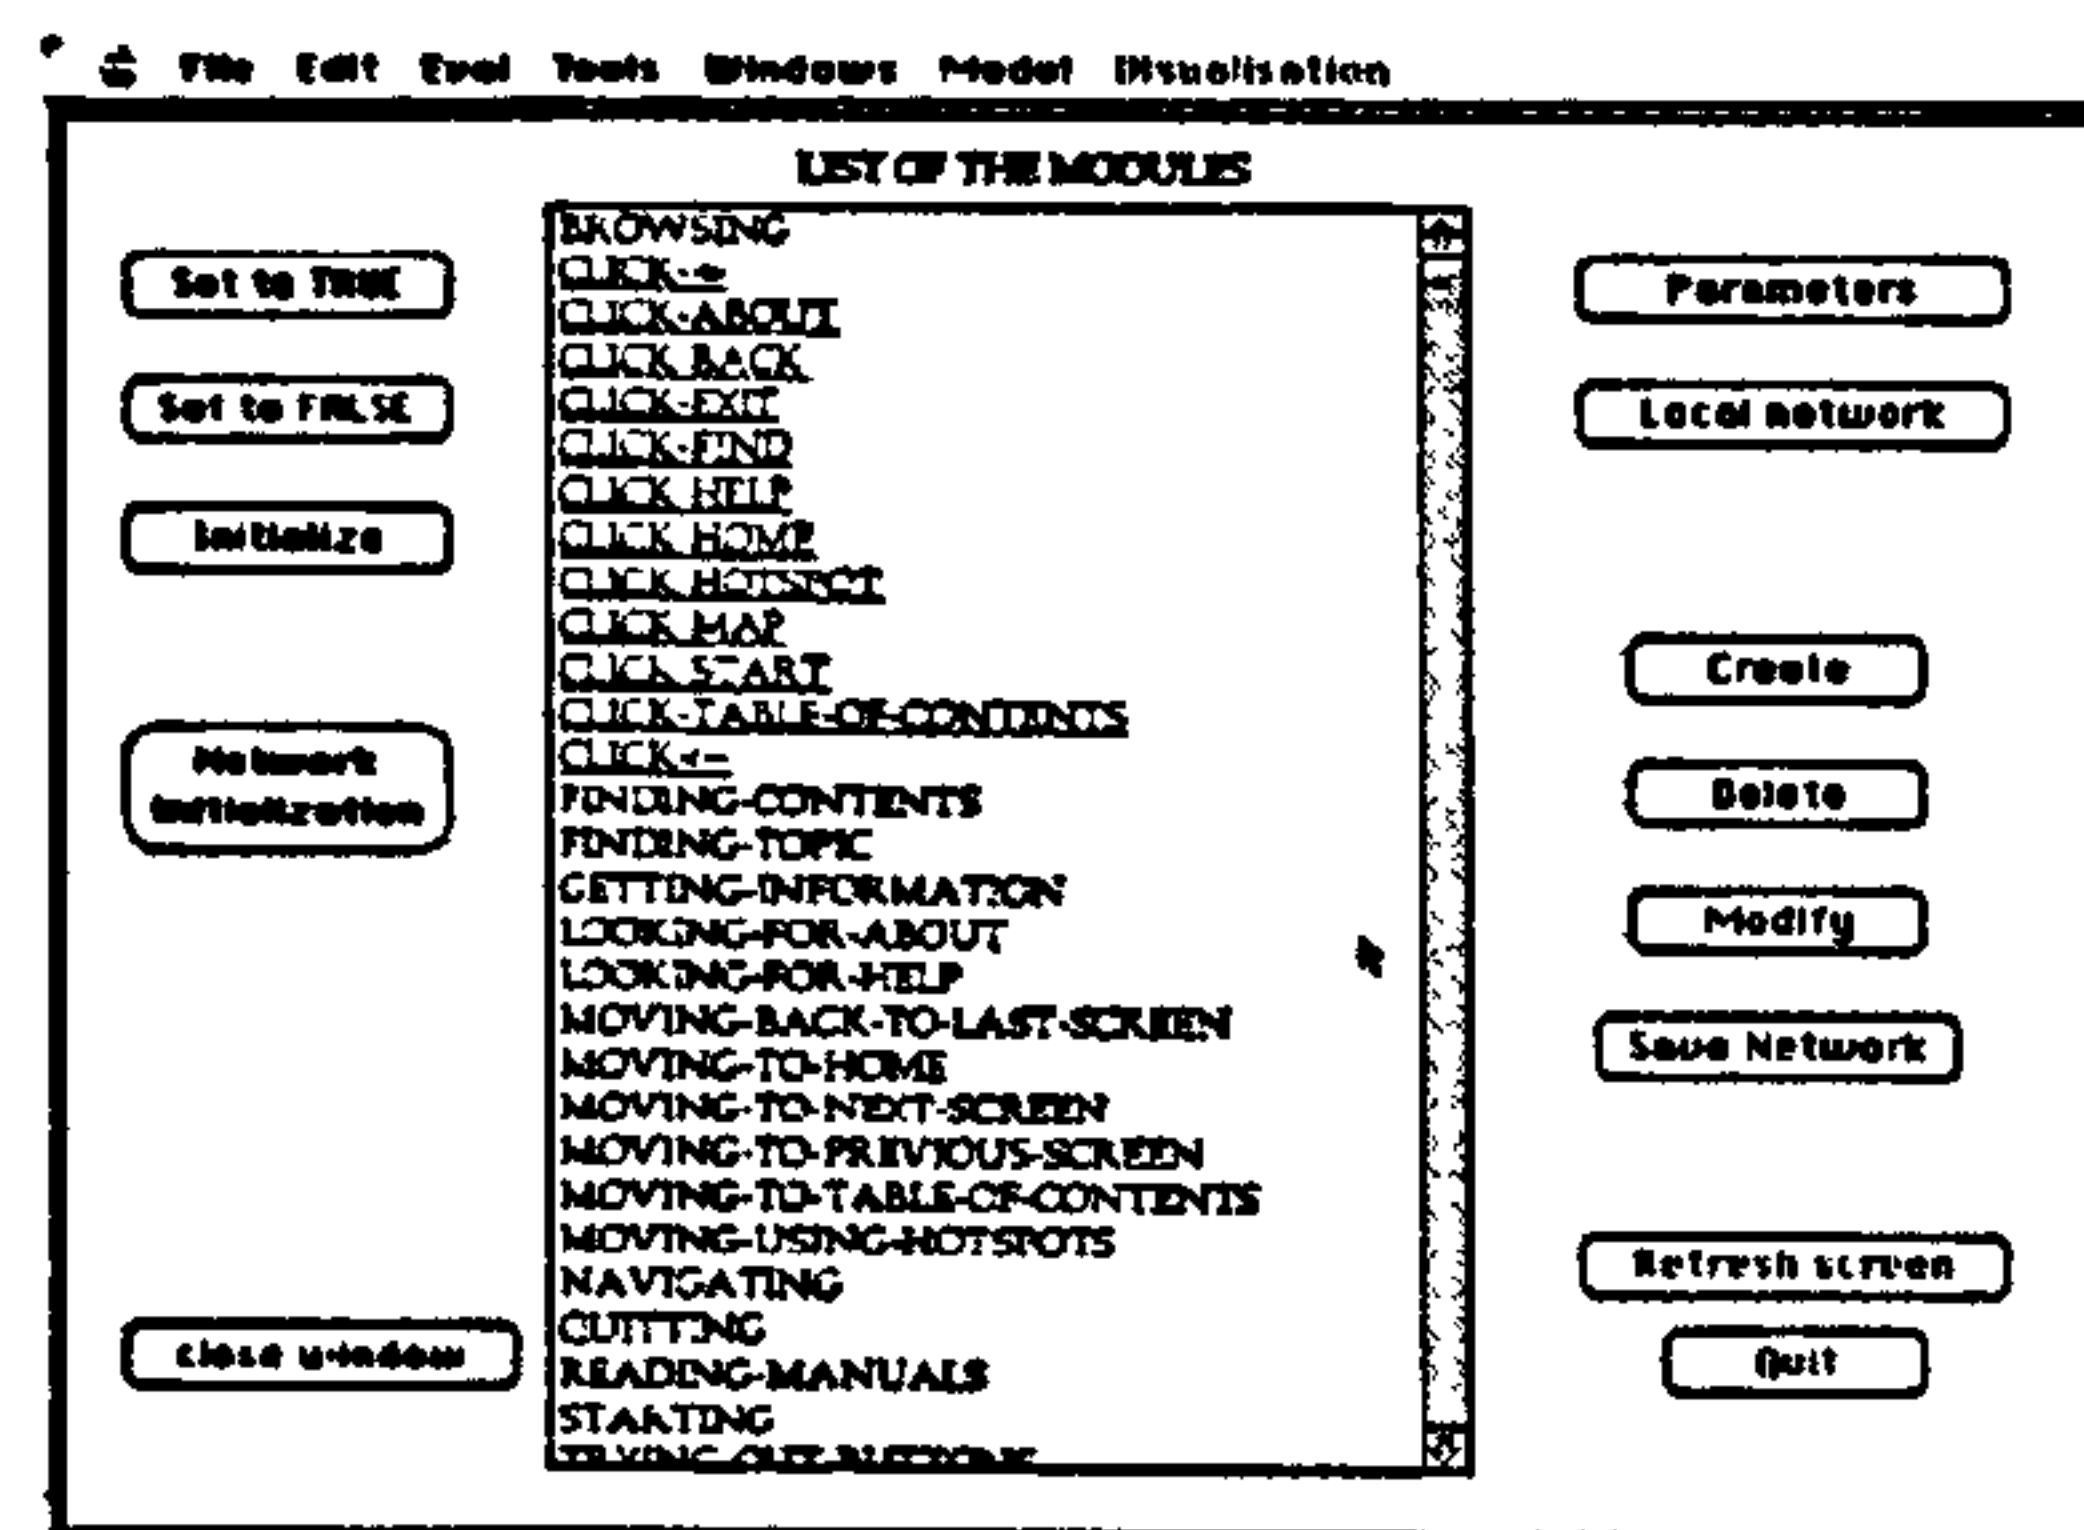 File Edit Eval Tools Windows Model Visualisation
LIST OF THE MODULES
Set to TRUE
Set to FALSE
Initialize
Network
initialization
close window
BROWSING
CLICK-
CLICK-ABOUT
CLICK-BACK
CLICK-EXIT
CLICK-FIND
CLICK-HELP
CLICK-HOME
CLICK-HOTSPOT
CLICK-MAP
CLICK-START
CLICK-TABLE-OF-CONTENTS
CLICK<-
FINDING-CONTENTS
FINDING-TOPIC
GETTING-INFORMATION
LOOKING-FOR-ABOUT
LOOKING-FOR-HELP
MOVING-BACK-TO-LAST-SCREEN
MOVING-TO-HOME
MOVING-TO-NEXT-SCREEN
MOVING-TO-PREVIOUS-SCREEN
MOVING-TO-TABLE-OF-CONTENTS
MOVING-USING-HOTSPOTS
NAVIGATING
QUITTING
READING-MANUALS
STARTING
TRYING-OUT-BUTTONS
Parameters
Local network
Create
Delete
Modify
Save Network
Refresh screen
Quit